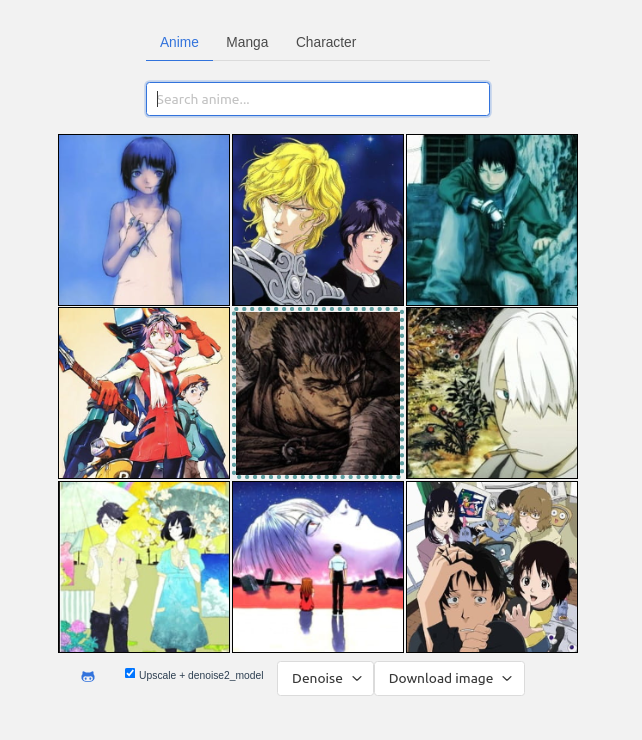 Anime Manga Character
Search anime...
Upscale + denoise2_model Denoise Download image